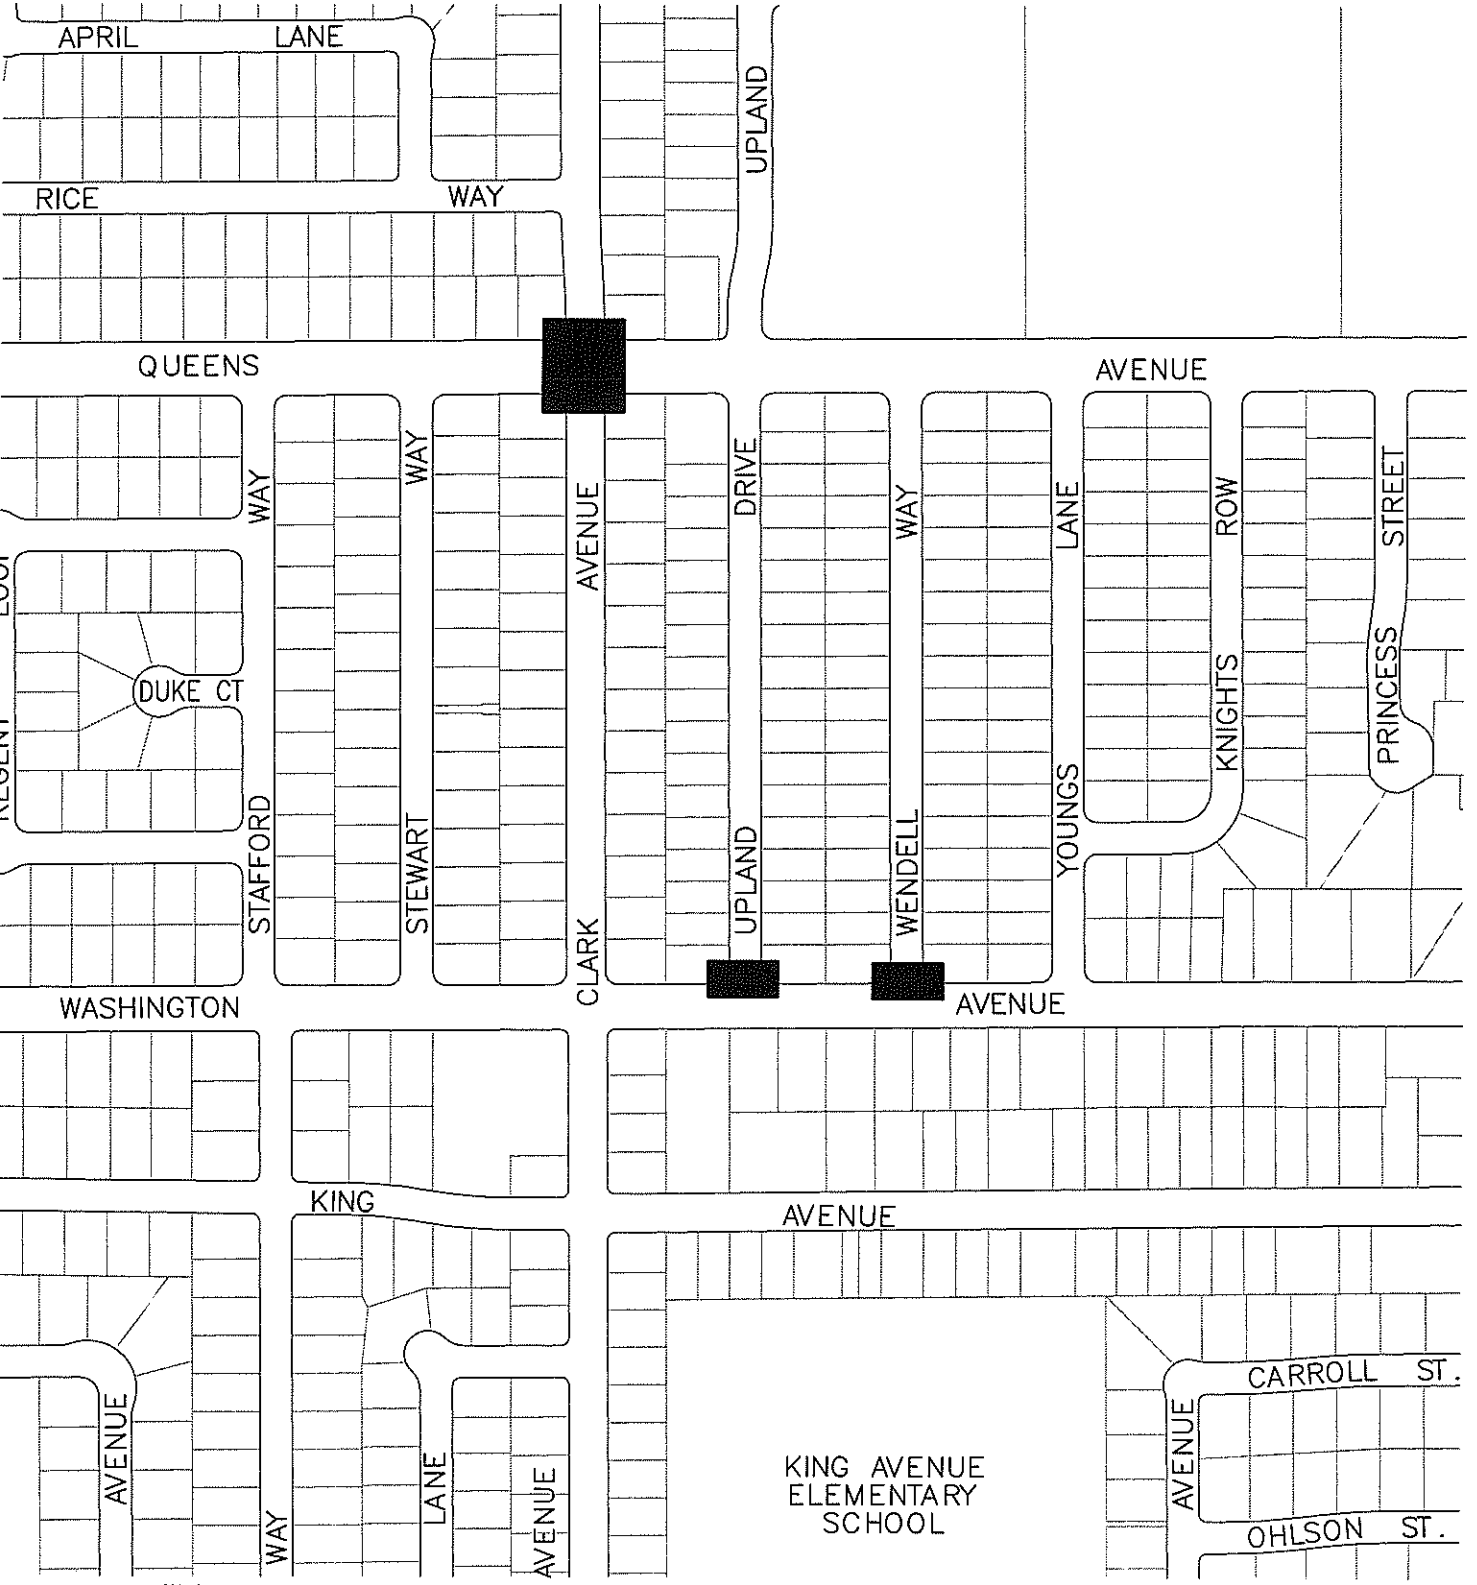 APRIL LANE
UPLAND
RICE WAY
QUEENS AVENUE
WAY
WAY
AVENUE
DRIVE
WAY
LANE
ROW
STREET
DUKE CT
REGENT
STAFFORD
STEWART
CLARK
UPLAND
WENDELL
YOUNGS
KNIGHTS
PRINCESS
WASHINGTON AVENUE
KING AVENUE
AVENUE
WAY
LANE
AVENUE
KING AVENUE
ELEMENTARY
SCHOOL
AVENUE
CARROLL ST.
OHLSON ST.